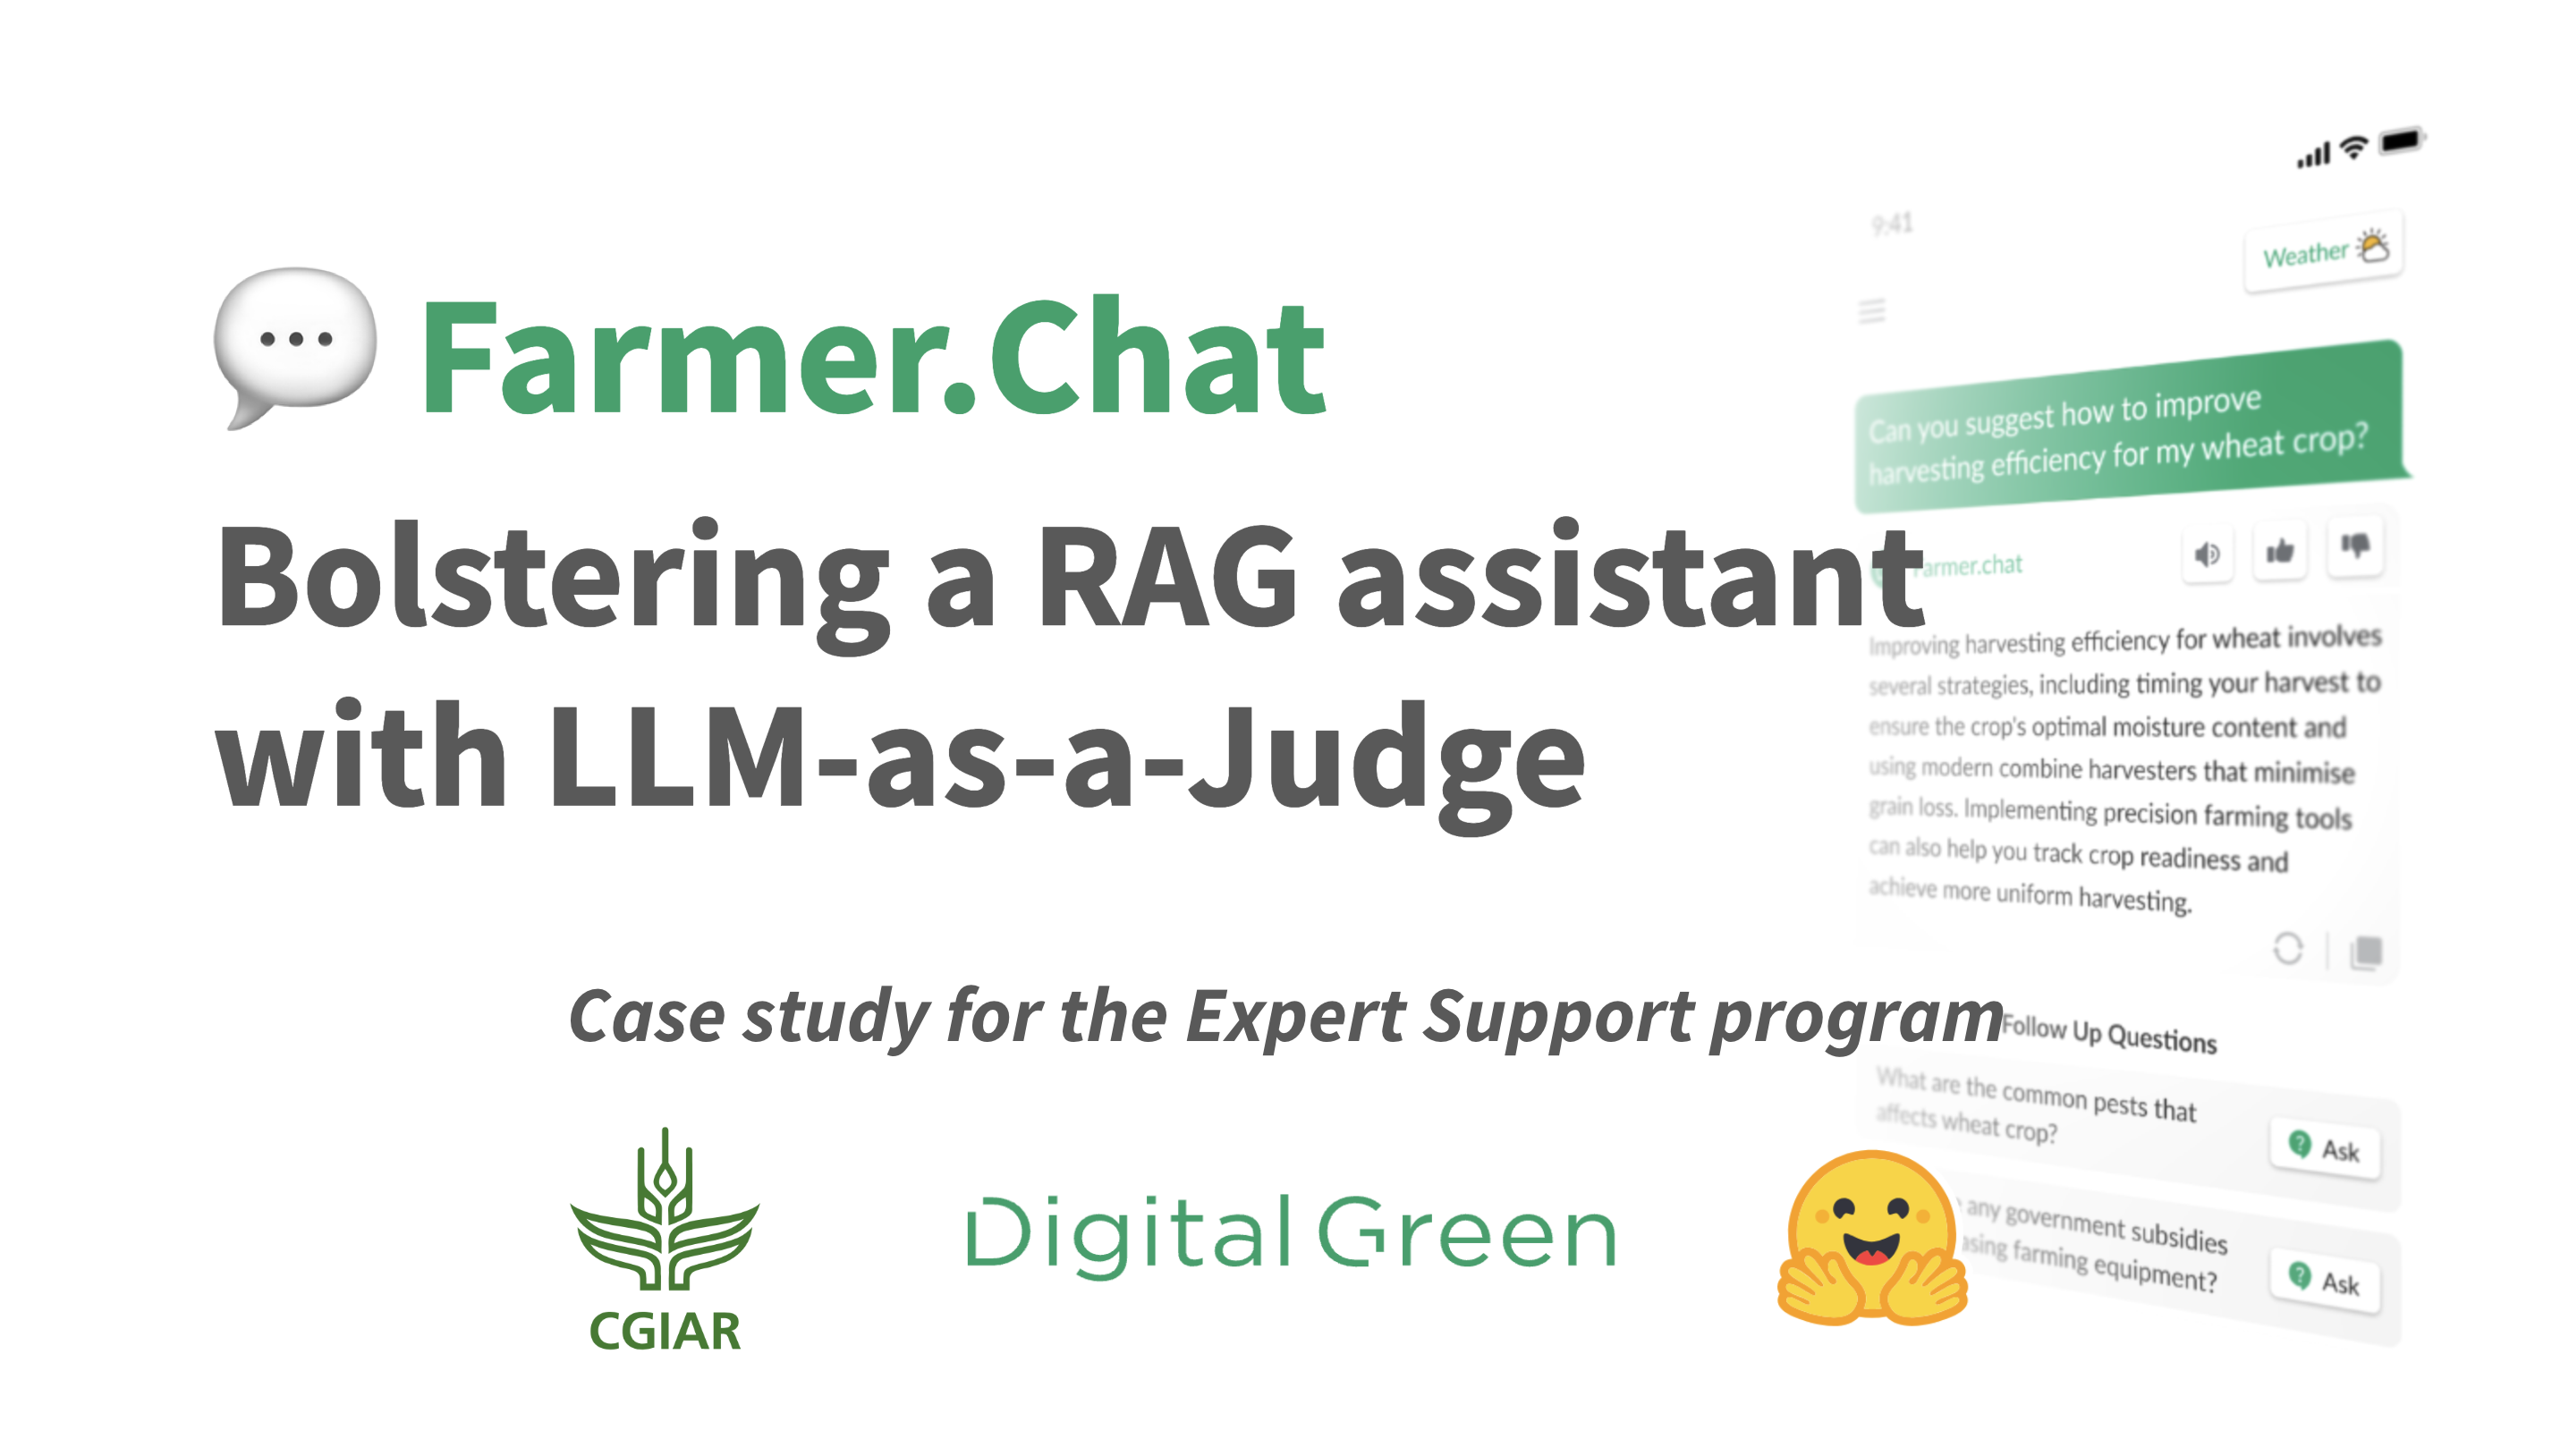 Farmer.Chat
Bolstering a RAG assistant
with LLM-as-a-Judge
Case study for the Expert Support program
CGIAR
Digital Green
9:41
Weather
Can you suggest how to improve
harvesting efficiency for my wheat crop?
Farmer.chat
Improving harvesting efficiency for wheat involves
several strategies, including timing your harvest to
ensure the crop's optimal moisture content and
using modern combine harvesters that minimise
grain loss. Implementing precision farming tools
can also help you track crop readiness and
achieve more uniform harvesting.
Follow Up Questions
What are the common pests that
affects wheat crop?
Ask
any government subsidies
farming equipment?
Ask